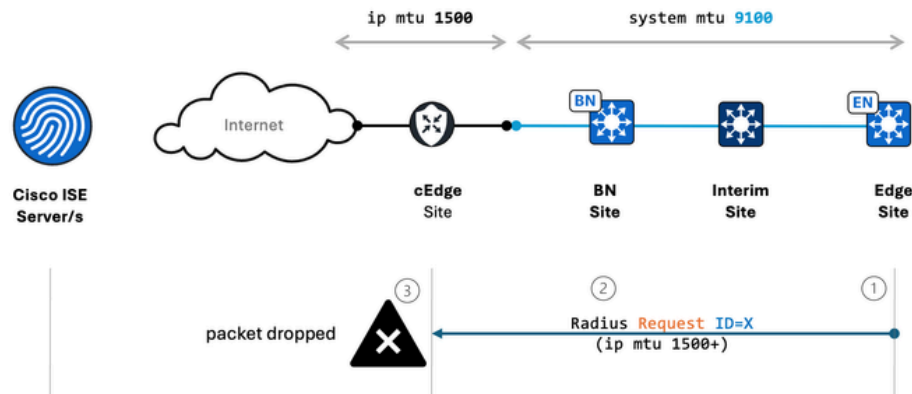 ip mtu 1500
system mtu 9100
BN
EN
Internet
Cisco ISE
Server/s
cEdge
Site
BN
Site
Interim
Site
Edge
Site
3
2
1
packet dropped
Radius Request ID=X
(ip mtu 1500+)